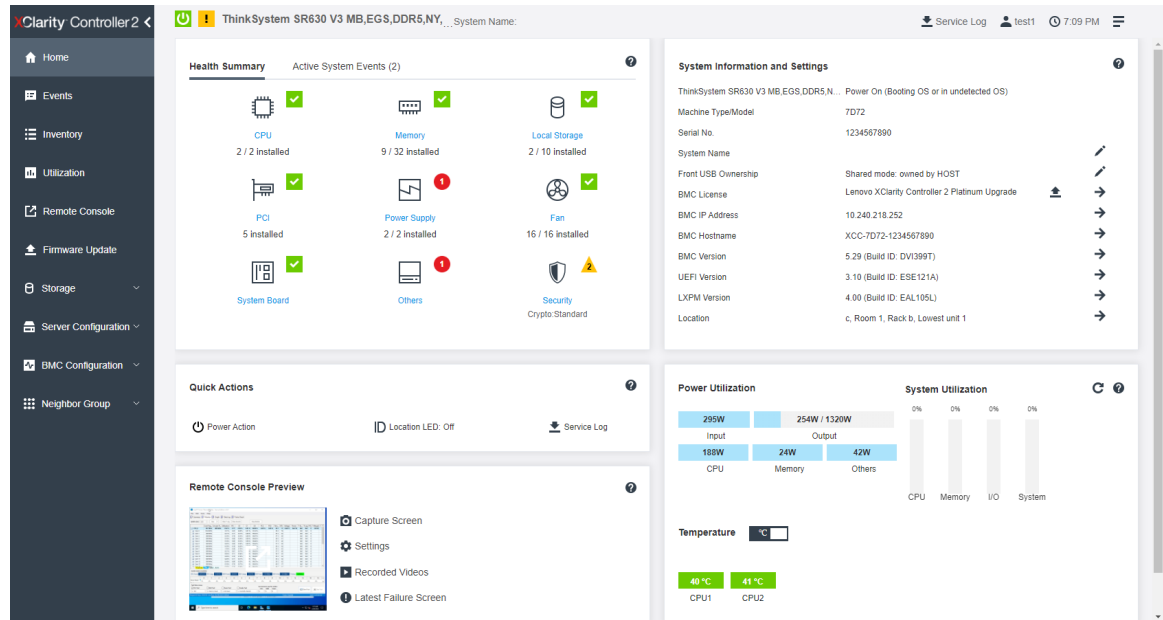 XClarity Controller 2
ThinkSystem SR630 V3 MB,EGS,DDR5,NY,... System Name:
Service Log
test1
7:09 PM
Home
Events
Inventory
Utilization
Remote Console
Firmware Update
Storage
Server Configuration
BMC Configuration
Neighbor Group
Health Summary
Active System Events (2)
CPU
2 / 2 installed
Memory
9 / 32 installed
Local Storage
2 / 10 installed
PCI
5 installed
1
Power Supply
2 / 2 installed
Fan
16 / 16 installed
System Board
1
Others
2
Security
Crypto:Standard
System Information and Settings
ThinkSystem SR630 V3 MB,EGS,DDR5,N... Power On (Booting OS or in undetected OS)
Machine Type/Model 7D72
Serial No. 1234567890
System Name
Front USB Ownership Shared mode: owned by HOST
BMC License Lenovo XClarity Controller 2 Platinum Upgrade
BMC IP Address 10.240.218.252
BMC Hostname XCC-7D72-1234567890
BMC Version 5.29 (Build ID: DVI399T)
UEFI Version 3.10 (Build ID: ESE121A)
LXPM Version 4.00 (Build ID: EAL105L)
Location c, Room 1, Rack b, Lowest unit 1
Quick Actions
Power Action
Location LED: Off
Service Log
Remote Console Preview
Capture Screen
Settings
Recorded Videos
Latest Failure Screen
Power Utilization
295W
254W / 1320W
Input
Output
188W
24W
42W
CPU
Memory
Others
System Utilization
0% 0% 0% 0%
CPU Memory I/O System
Temperature °C
40 °C 41 °C
CPU1 CPU2